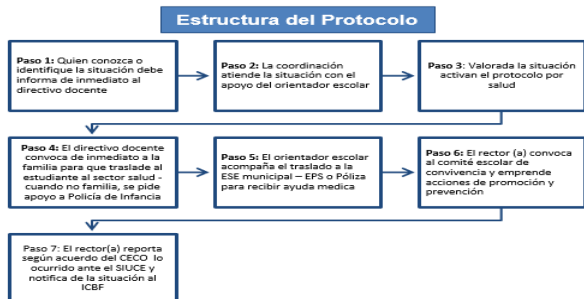 Estructura del Protocolo
Paso 1: Quien conozca o
identifique la situación debe
informa de inmediato al
directivo docente
Paso 2: La coordinación
atiende la situación con el
apoyo del orientador escolar
Paso 3: Valorada la situación
activan el protocolo por
salud
Paso 4: El directivo docente
convoca de inmediato a la
familia para que traslade al
estudiante al sector salud -
cuando no familia, se pide
apoyo a Policía de Infancia
Paso 5: El orientador escolar
acompaña el traslado a la
ESE municipal – EPS o Póliza
para recibir ayuda medica
Paso 6: El rector (a) convoca
al comité escolar de
convivencia y emprende
acciones de promoción y
prevención
Paso 7: El rector(a) reporta
según acuerdo del CECO lo
ocurrido ante el SIUCE y
notifica de la situación al
ICBF